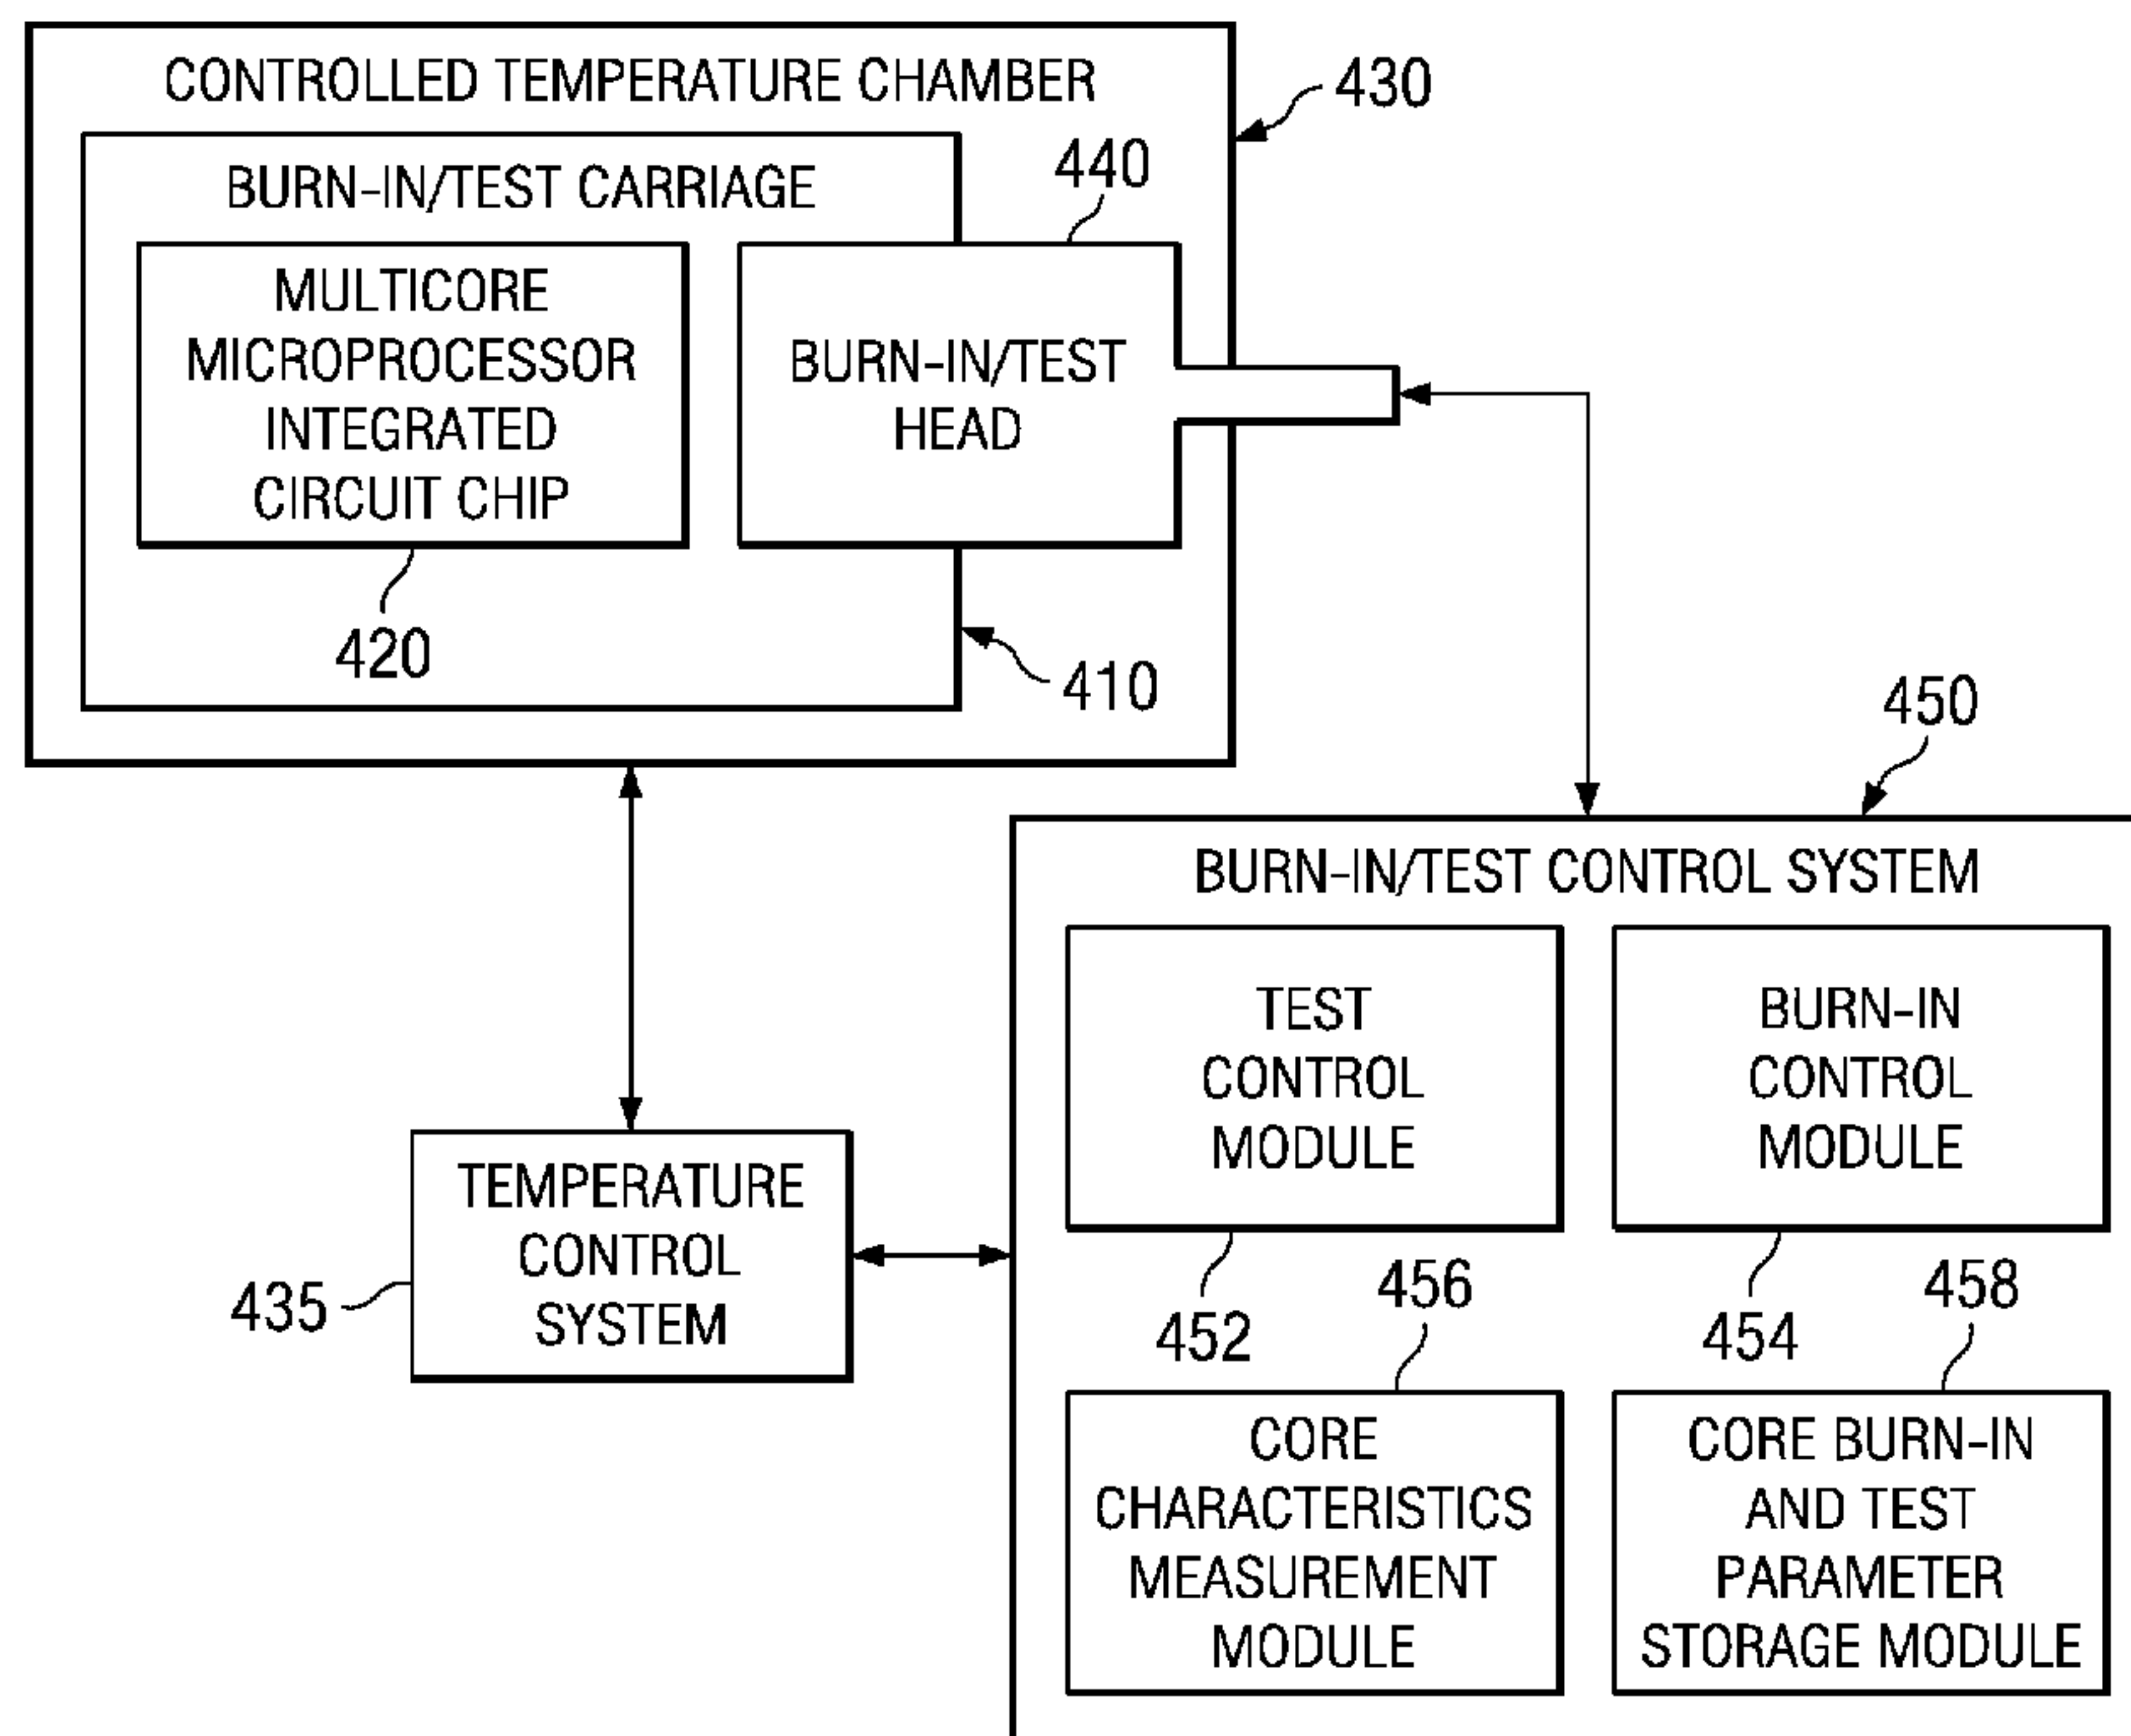 CONTROLLED TEMPERATURE CHAMBER
430
BURN-IN/TEST CARRIAGE
440
MULTICORE
MICROPROCESSOR
INTEGRATED
CIRCUIT CHIP
BURN-IN/TEST
HEAD
420
410
450
BURN-IN/TEST CONTROL SYSTEM
TEST
CONTROL
MODULE
BURN-IN
CONTROL
MODULE
TEMPERATURE
CONTROL
SYSTEM
435
452
456
454
458
CORE
CHARACTERISTICS
MEASUREMENT
MODULE
CORE BURN-IN
AND TEST
PARAMETER
STORAGE MODULE